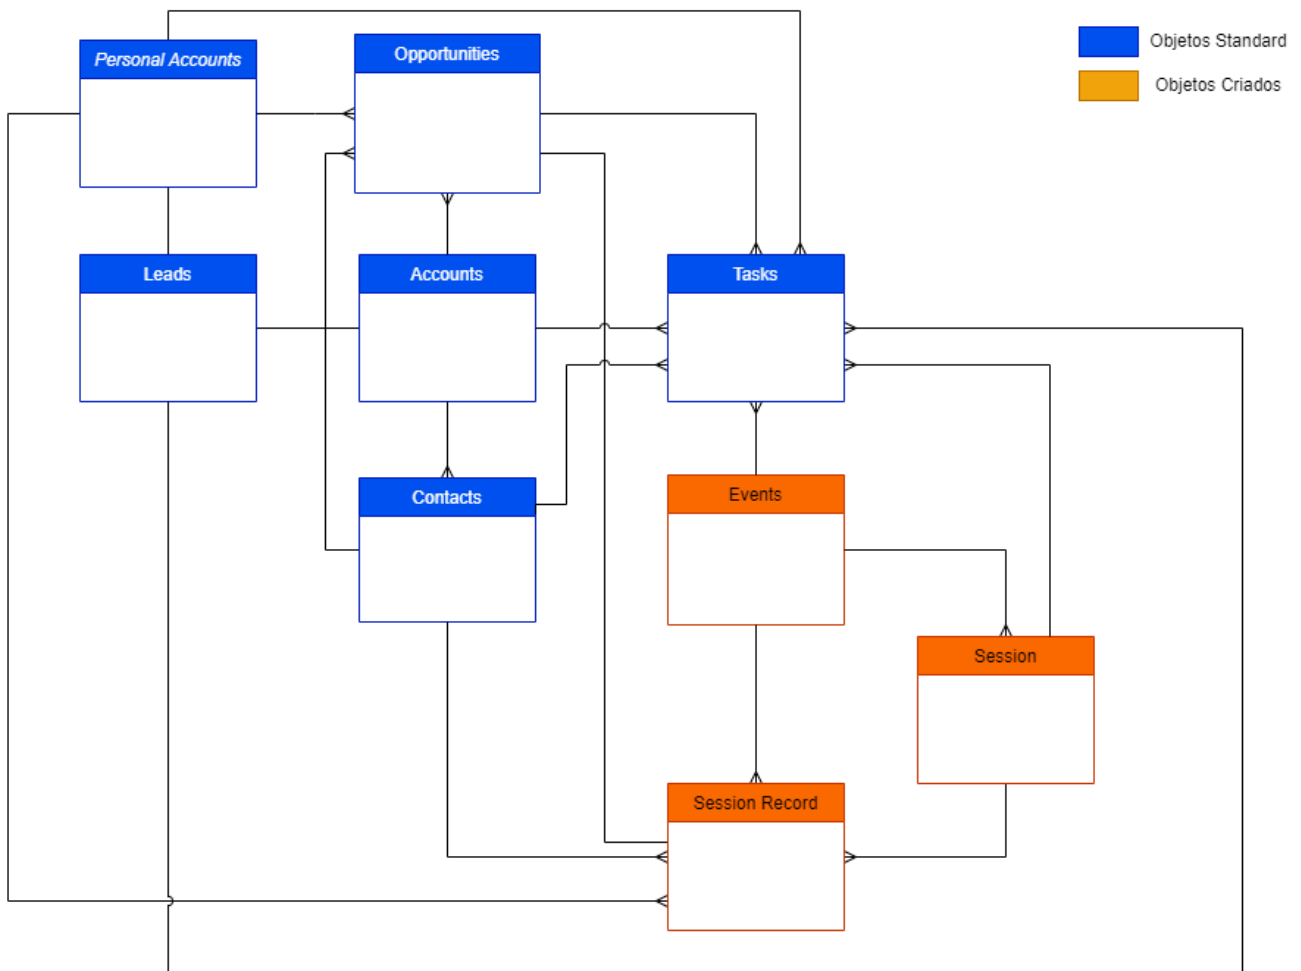 Personal Accounts
Opportunities
Objetos Standard
Objetos Criados
Leads
Accounts
Tasks
Contacts
Events
Session
Session Record